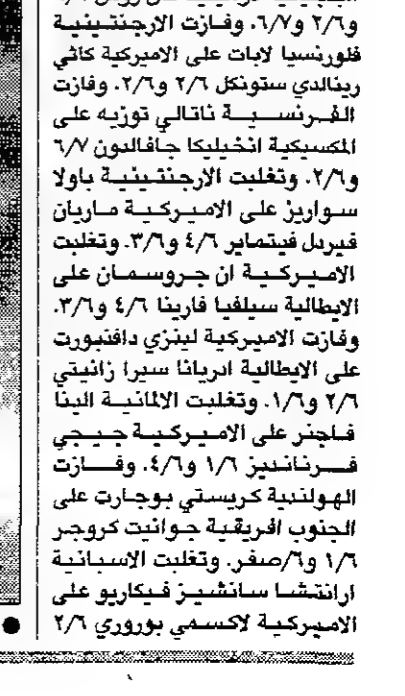 و٢/٦ و٦/٧. وفازت الارجنتينية
فلورنسيا لابات على الاميركية كاثي
رينالدي ستونكل ٢/٦ و٢/٦. وفازت
الفرنسية ناتالي توزيه على
المكسيكية انخيليكا جافالدون ٦/٧
و٢/٦. وتغلبت الارجنتينية باولا
سواريز على الاميركية ماريان
فيردل فيتماير ٤/٦ و٣/٦. وتغلبت
الاميركية ان جروسمان على
الايطالية سيلفيا فارينا ٤/٦ و٣/٦.
وفازت الاميركية لينزي دافنبورت
على الايطالية ادريانا سيرا زانيتي
٢/٦ و١/٦. وتغلبت الالمانية الينا
فاجنر على الاميركية جيجي
فرنانديز ١/٦ و٤/٦. وفازت
الهولندية كريستي بوجارت على
الجنوب افريقية جوانيت كروجر
١/٦ و٦/صفر. وتغلبت الاسبانية
ارانتشا سانشيز فيكاريو على
الاميركية لاكسمي بوروري ٢/٦